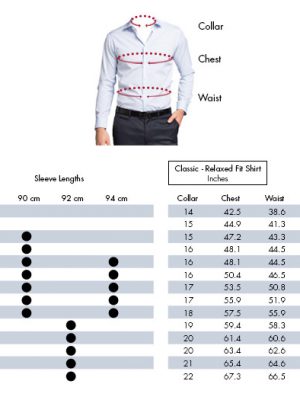 Collar
Chest
Waist
Sleeve Lengths
Classic - Relaxed Fit Shirt
Inches
90 cm 92 cm 94 cm Collar Chest Waist
14 42.5 38.6
15 44.9 41.3
15 47.2 43.3
16 48.1 44.5
16 48.1 44.5
16 50.4 46.5
17 53.5 50.8
17 55.9 51.9
18 57.5 55.9
19 59.4 58.3
20 61.4 60.6
20 63.4 62.6
21 65.4 64.6
22 67.3 66.5